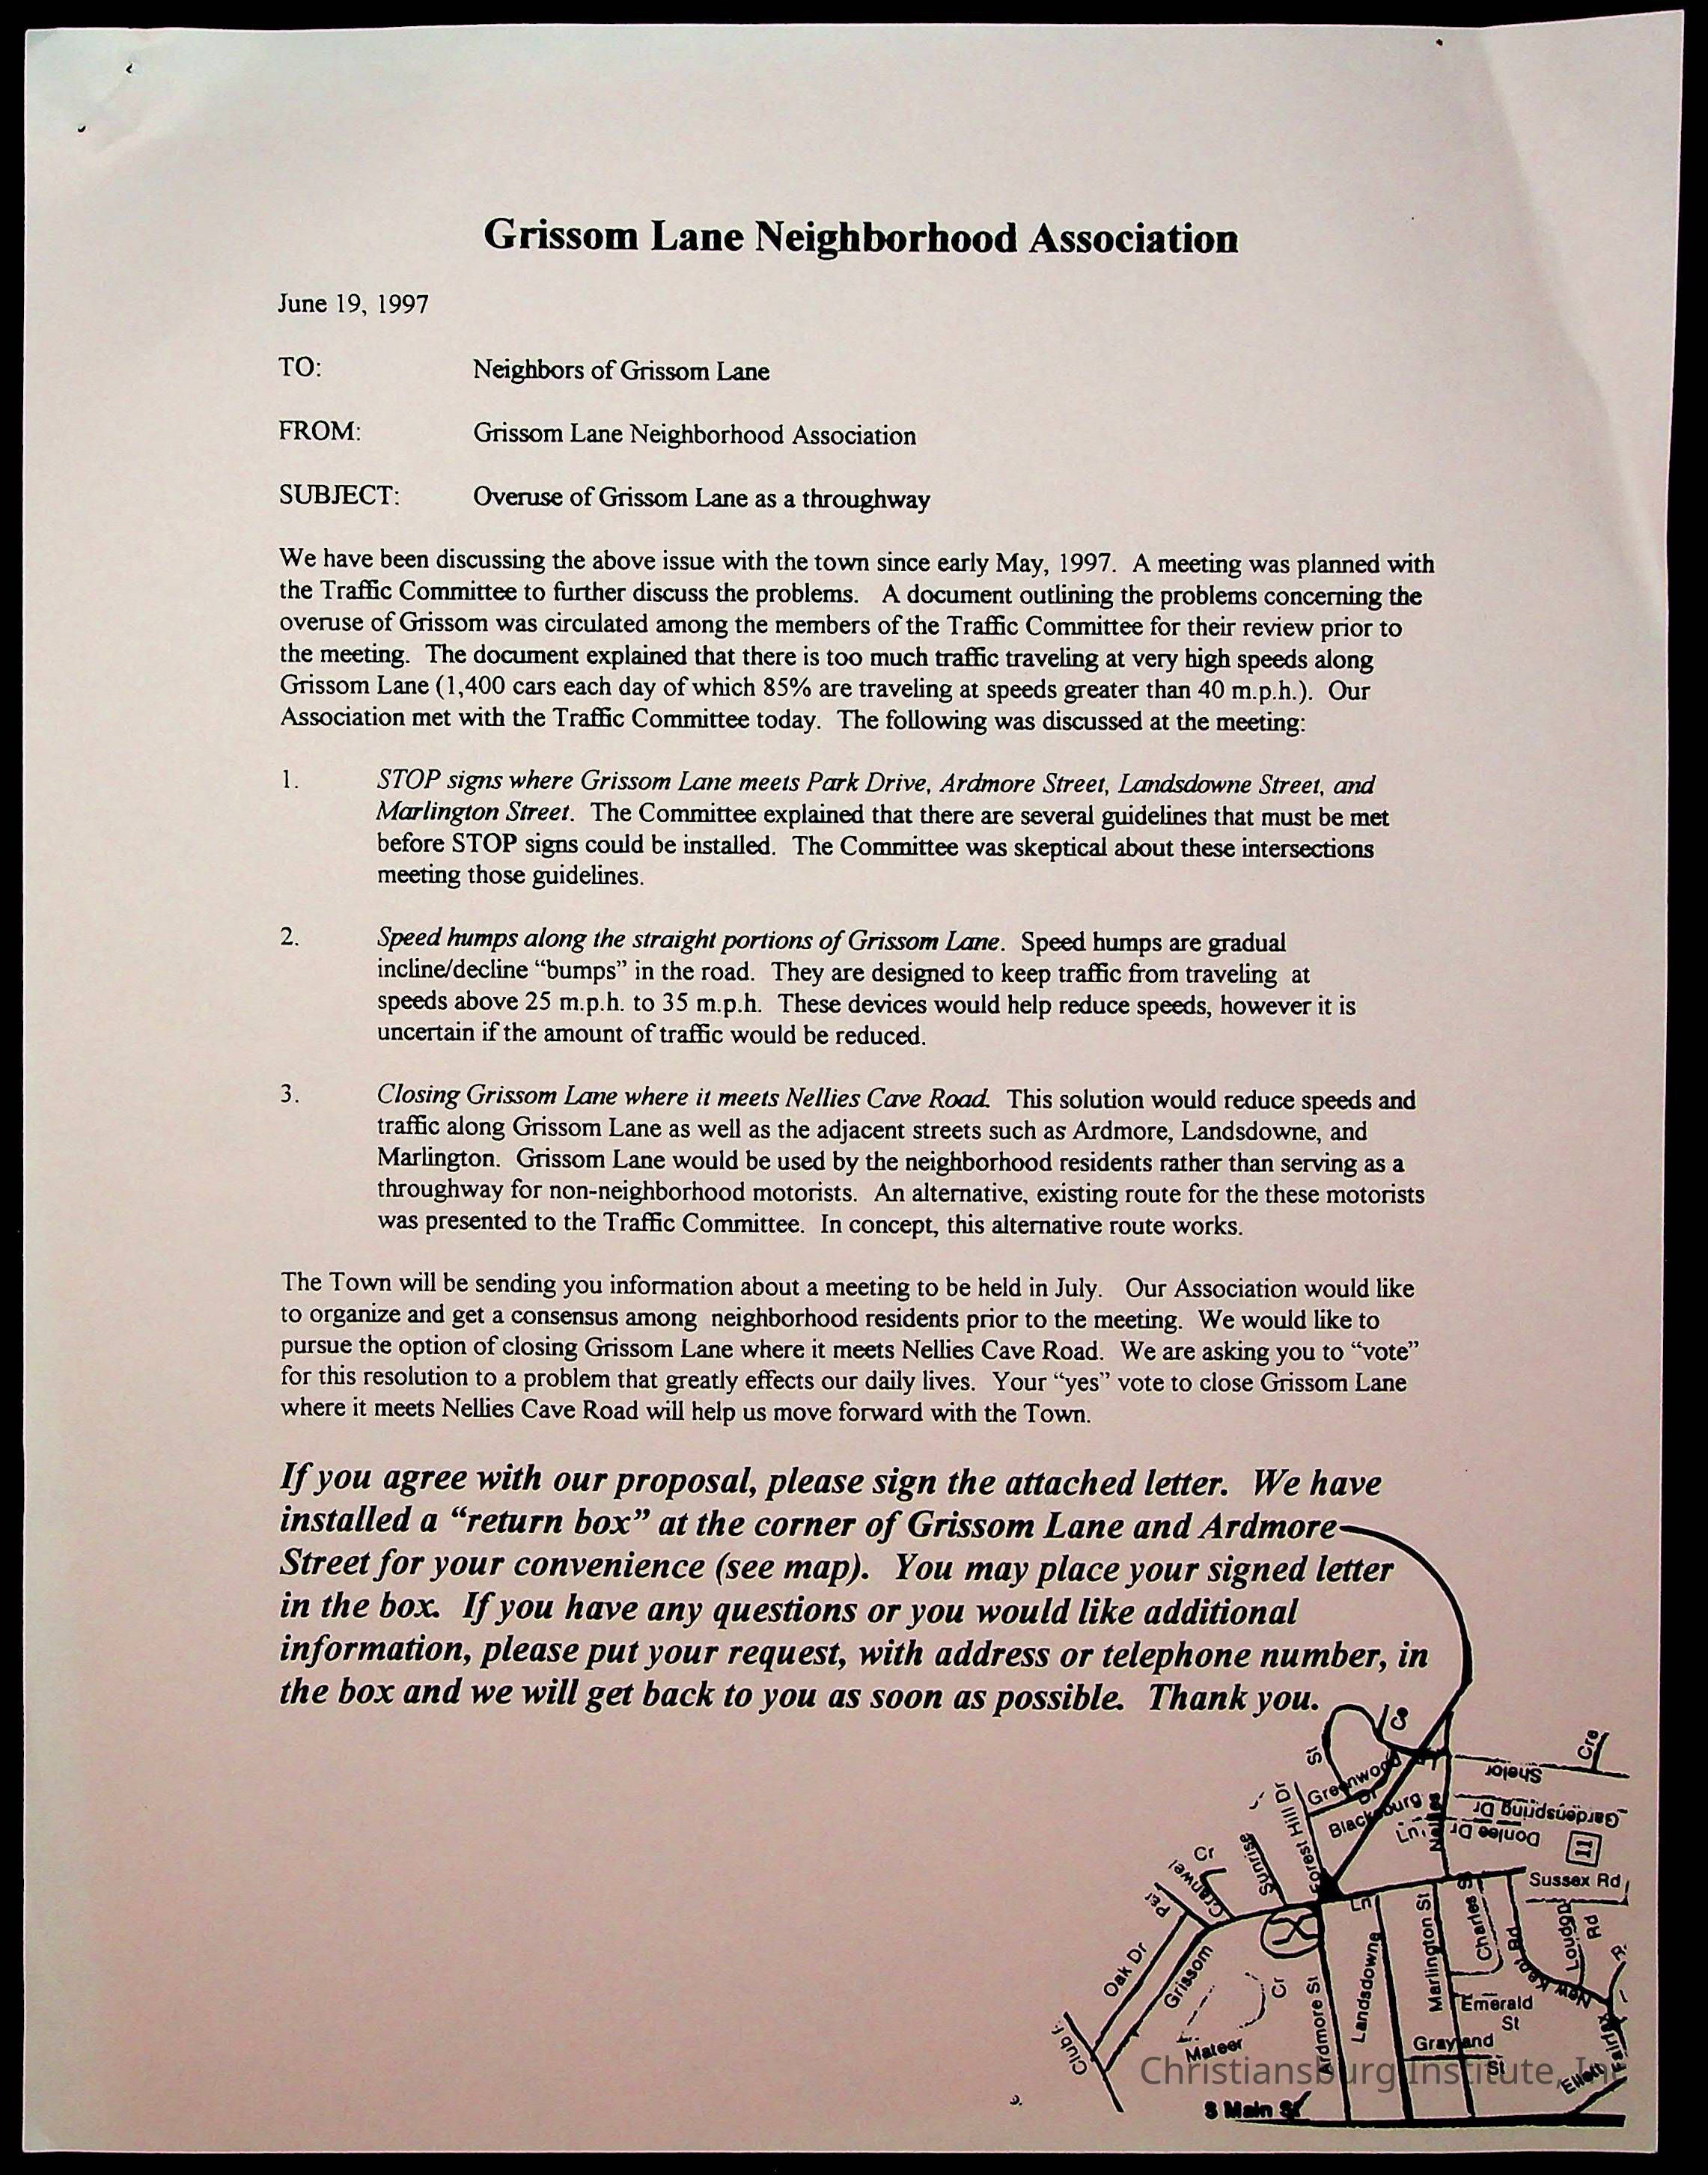 Grissom Lane Neighborhood Association
June 19, 1997
TO: Neighbors of Grissom Lane
FROM: Grissom Lane Neighborhood Association
SUBJECT: Overuse of Grissom Lane as a throughway
We have been discussing the above issue with the town since early May, 1997. A meeting was planned with
the Traffic Committee to further discuss the problems. A document outlining the problems concerning the
overuse of Grissom was circulated among the members of the Traffic Committee for their review prior to
the meeting. The document explained that there is too much traffic traveling at very high speeds along
Grissom Lane (1,400 cars each day of which 85% are traveling at speeds greater than 40 m.p.h.). Our
Association met with the Traffic Committee today. The following was discussed at the meeting:
1. STOP signs where Grissom Lane meets Park Drive, Ardmore Street, Landsdowne Street, and
Marlington Street. The Committee explained that there are several guidelines that must be met
before STOP signs could be installed. The Committee was skeptical about these intersections
meeting those guidelines.
2. Speed humps along the straight portions of Grissom Lane. Speed humps are gradual
incline/decline “bumps” in the road. They are designed to keep traffic from traveling at
speeds above 25 m.p.h. to 35 m.p.h. These devices would help reduce speeds, however it is
uncertain if the amount of traffic would be reduced.
3. Closing Grissom Lane where it meets Nellies Cave Road. This solution would reduce speeds and
traffic along Grissom Lane as well as the adjacent streets such as Ardmore, Landsdowne, and
Marlington. Grissom Lane would be used by the neighborhood residents rather than serving as a
throughway for non-neighborhood motorists. An alternative, existing route for the these motorists
was presented to the Traffic Committee. In concept, this alternative route works.
The Town will be sending you information about a meeting to be held in July. Our Association would like
to organize and get a consensus among neighborhood residents prior to the meeting. We would like to
pursue the option of closing Grissom Lane where it meets Nellies Cave Road. We are asking you to “vote”
for this resolution to a problem that greatly effects our daily lives. Your “yes” vote to close Grissom Lane
where it meets Nellies Cave Road will help us move forward with the Town.
If you agree with our proposal, please sign the attached letter. We have
installed a “return box” at the corner of Grissom Lane and Ardmore
Street for your convenience (see map). You may place your signed letter
in the box. If you have any questions or you would like additional
information, please put your request, with address or telephone number, in
the box and we will get back to you as soon as possible. Thank you.
St
Cre
Shelor
Greenwood
Dr
Gardenspring Dr
Forest Hill Dr
Blacksburg
Ln
Nellies
Donlee Dr
11
Sunrise
Cr
Cranwel
Sussex Rd
Ln
Oak Dr
Grissom
Cr
Ardmore St
Landsdowne
Marlington St
Charles S
New Kent Rd
Loudon
Rd
Emerald
St
Mateer
Grayland
St
Club
Fairfax
Ellett
S Main St
Christiansburg Institute, In